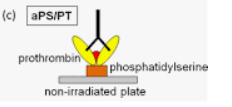 (c) aPS/PT
prothrombin
phosphatidylserine
non-irradiated plate